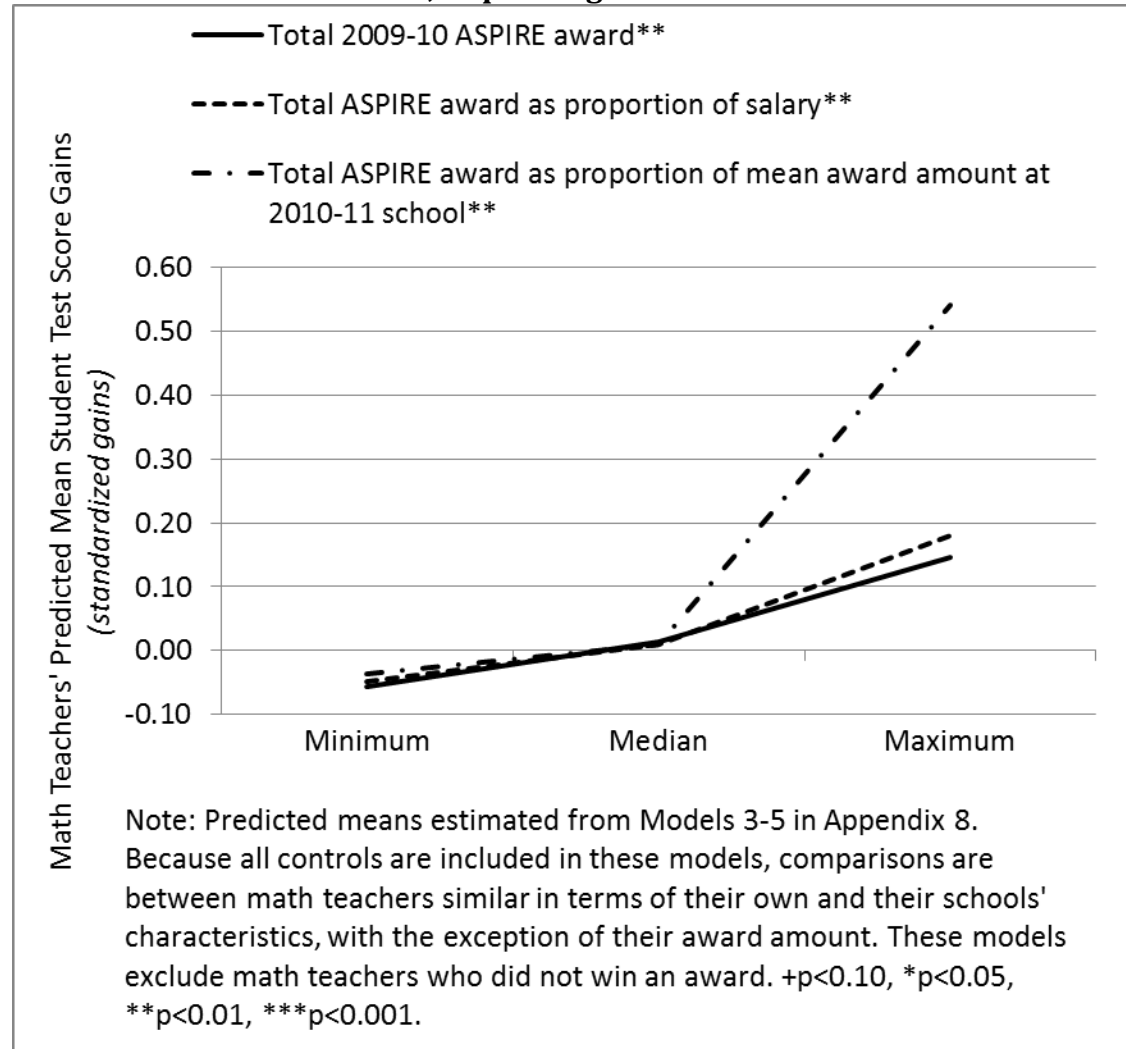 Total 2009-10 ASPIRE award**
Total ASPIRE award as proportion of salary**
Total ASPIRE award as proportion of mean award amount at
2010-11 school**
Math Teachers' Predicted Mean Student Test Score Gains
(standardized gains)
0.60
0.50
0.40
0.30
0.20
0.10
0.00
-0.10
Minimum Median Maximum
Note: Predicted means estimated from Models 3-5 in Appendix 8.
Because all controls are included in these models, comparisons are
between math teachers similar in terms of their own and their schools'
characteristics, with the exception of their award amount. These models
exclude math teachers who did not win an award. +p<0.10, *p<0.05,
**p<0.01, ***p<0.001.